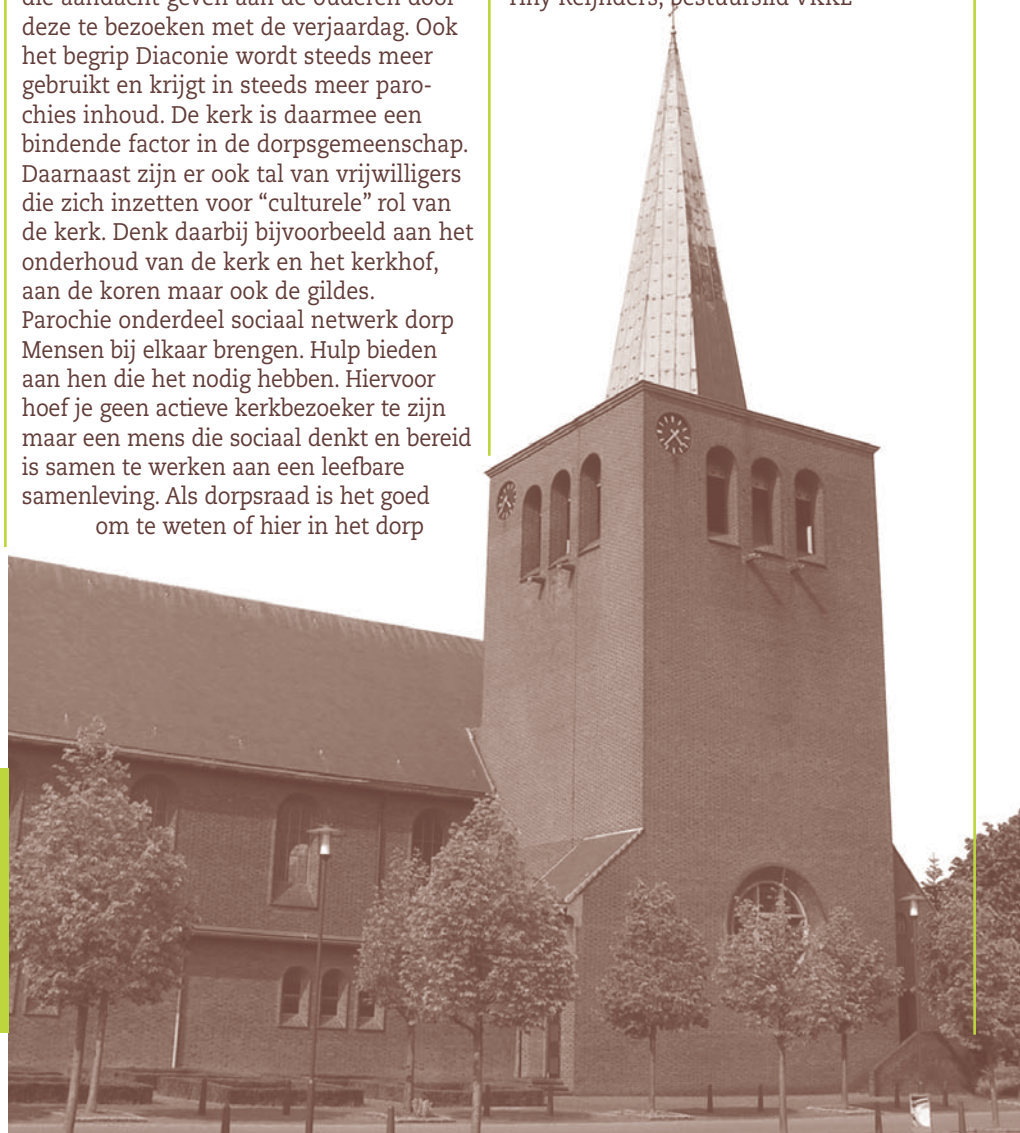 die aandacht geven aan de ouderen door
deze te bezoeken met de verjaardag. Ook
het begrip Diaconie wordt steeds meer
gebruikt en krijgt in steeds meer paro-
chies inhoud. De kerk is daarmee een
bindende factor in de dorpsgemeenschap.
Daarnaast zijn er ook tal van vrijwilligers
die zich inzetten voor “culturele” rol van
de kerk. Denk daarbij bijvoorbeeld aan het
onderhoud van de kerk en het kerkhof,
aan de koren maar ook de gildes.
Parochie onderdeel sociaal netwerk dorp
Mensen bij elkaar brengen. Hulp bieden
aan hen die het nodig hebben. Hiervoor
hoef je geen actieve kerkbezoeker te zijn
maar een mens die sociaal denkt en bereid
is samen te werken aan een leefbare
samenleving. Als dorpsraad is het goed
om te weten of hier in het dorp
Tiny Reijnders, bestuurslid VKKL